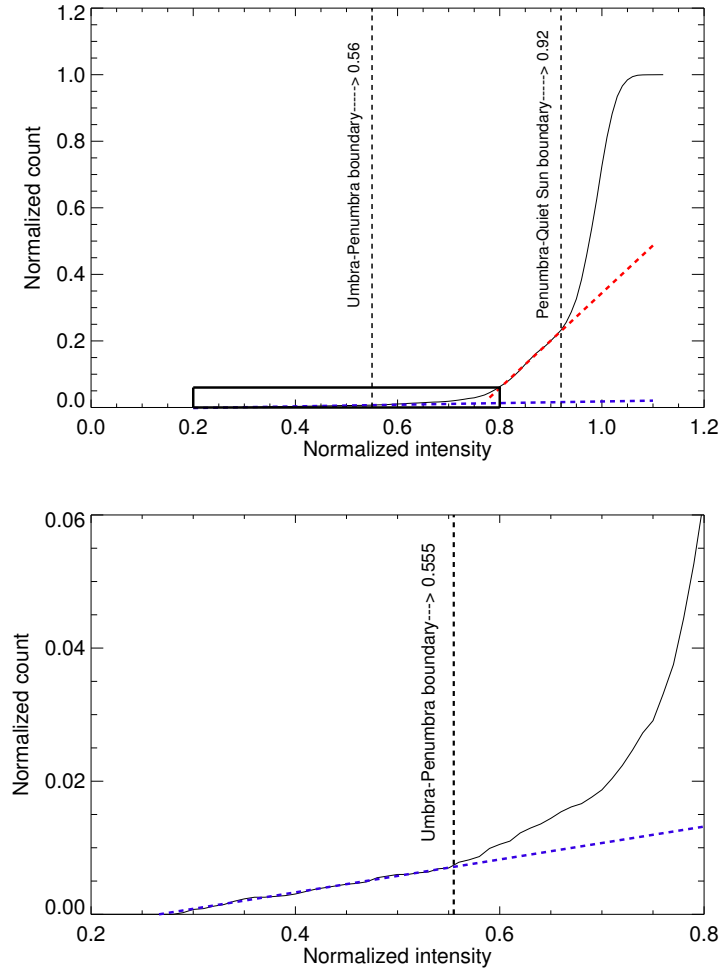 1.2
1.0
0.8
0.6
0.4
0.2
0.0
Normalized count
Umbra-Penumbra boundary-----> 0.56
Penumbra-Quiet Sun boundary-----> 0.92
0.0 0.2 0.4 0.6 0.8 1.0 1.2
Normalized intensity
0.06
0.04
0.02
0.00
Normalized count
Umbra-Penumbra boundary---> 0.555
0.2 0.4 0.6 0.8
Normalized intensity